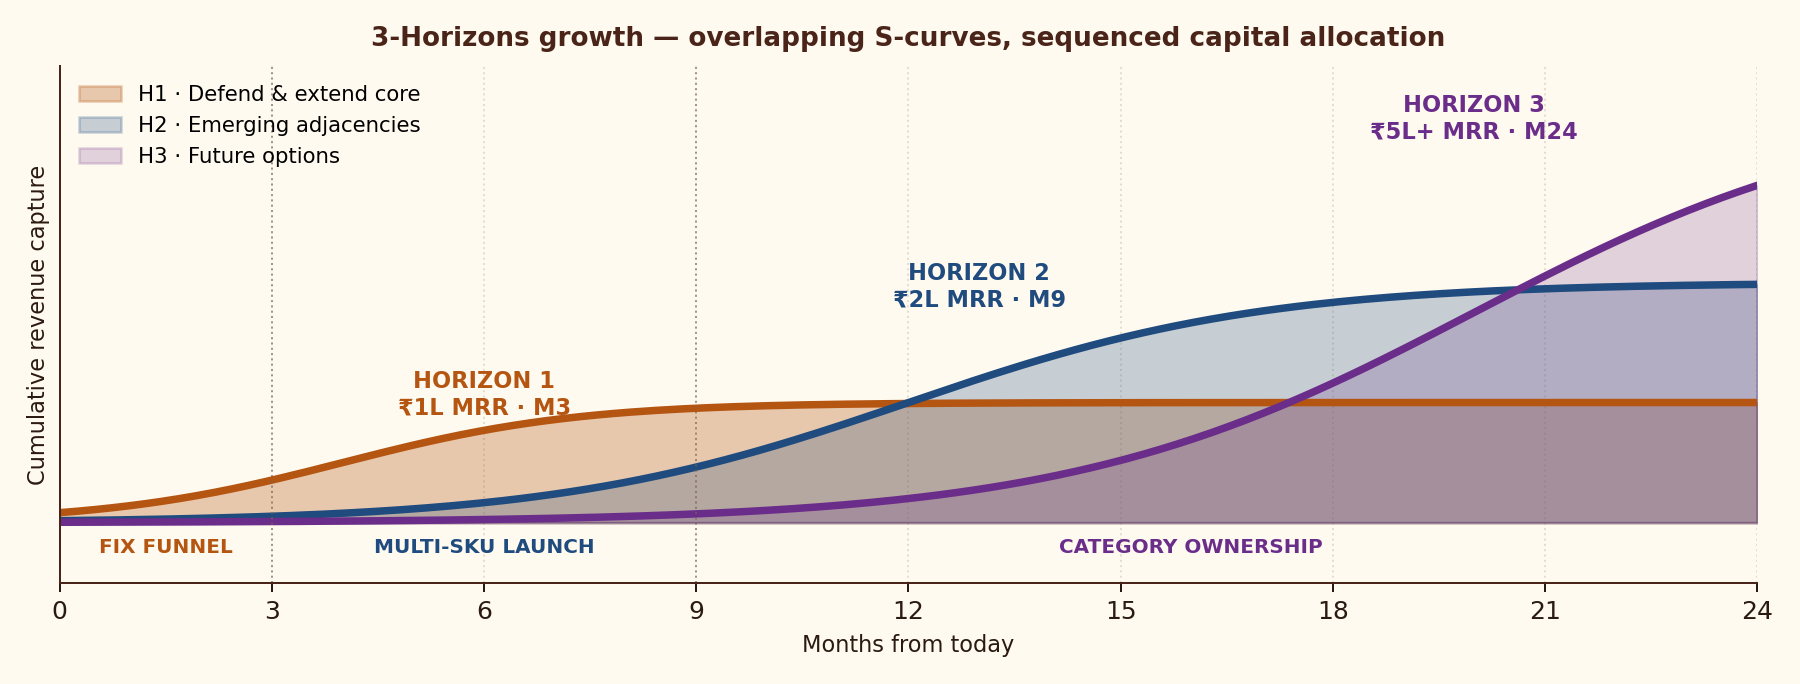 3-Horizons growth — overlapping S-curves, sequenced capital allocation
H1 · Defend & extend core
H2 · Emerging adjacencies
H3 · Future options
HORIZON 3
₹5L+ MRR · M24
HORIZON 2
₹2L MRR · M9
HORIZON 1
₹1L MRR · M3
Cumulative revenue capture
FIX FUNNEL
MULTI-SKU LAUNCH
CATEGORY OWNERSHIP
0 3 6 9 12 15 18 21 24
Months from today